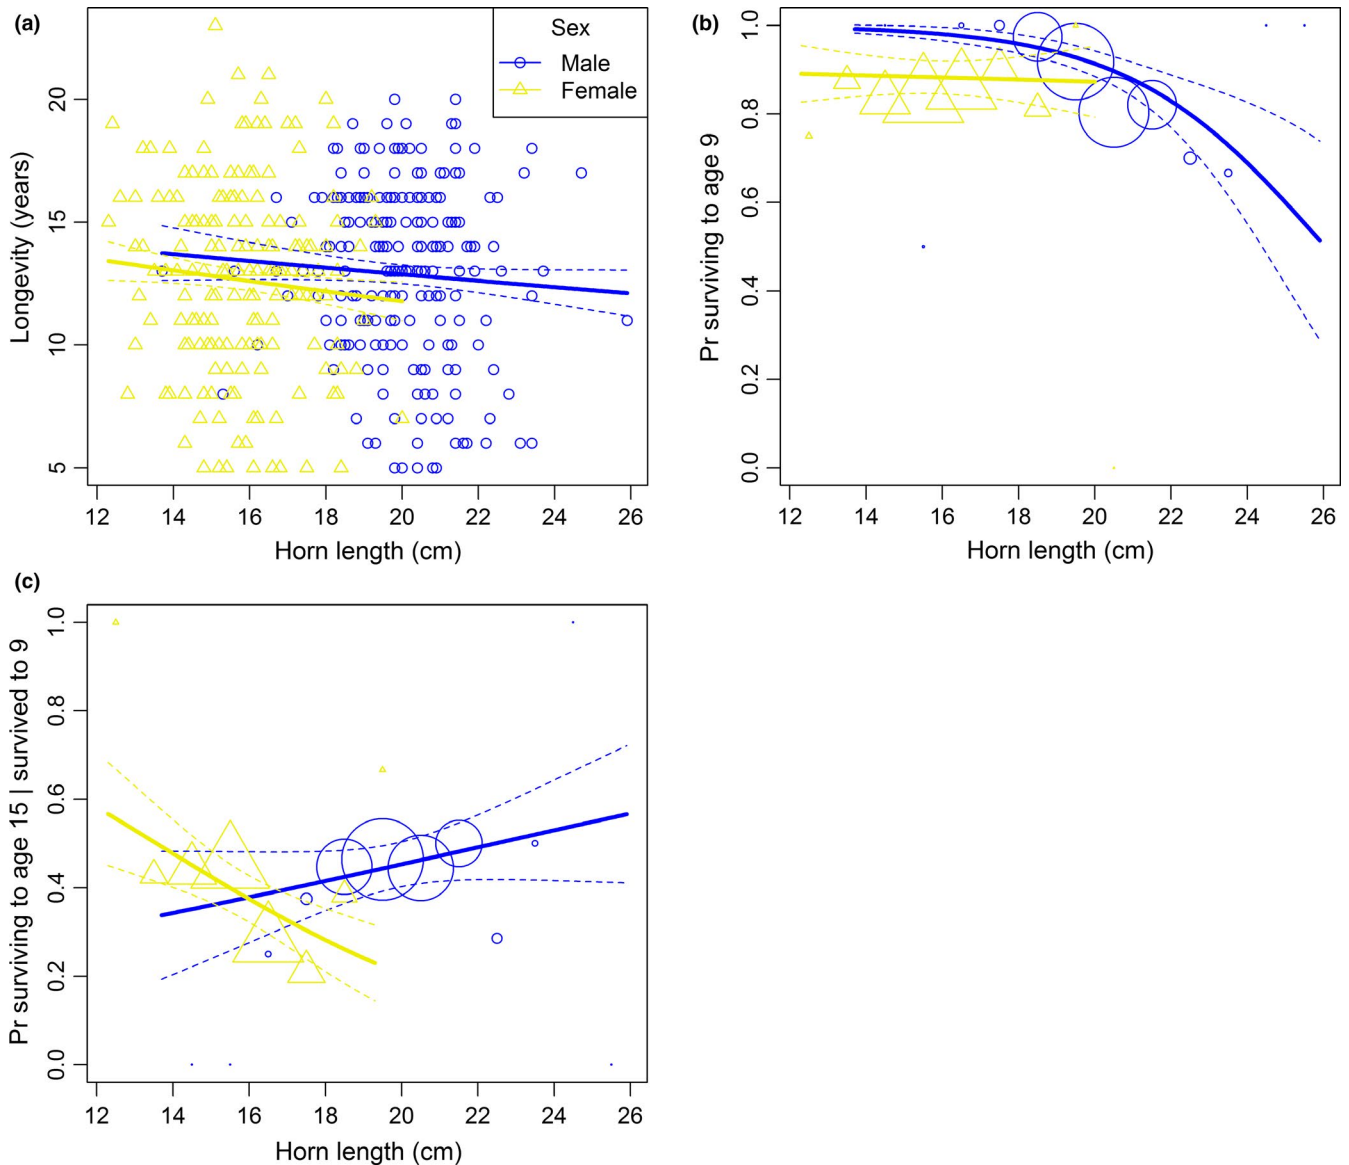 (a)
Sex
Male
Female
Longevity (years)
20
15
10
5
12 14 16 18 20 22 24 26
Horn length (cm)
(b)
Pr surviving to age 9
1.0
0.8
0.6
0.4
0.2
0.0
12 14 16 18 20 22 24 26
Horn length (cm)
(c)
Pr surviving to age 15 | survived to 9
1.0
0.8
0.6
0.4
0.2
0.0
12 14 16 18 20 22 24 26
Horn length (cm)